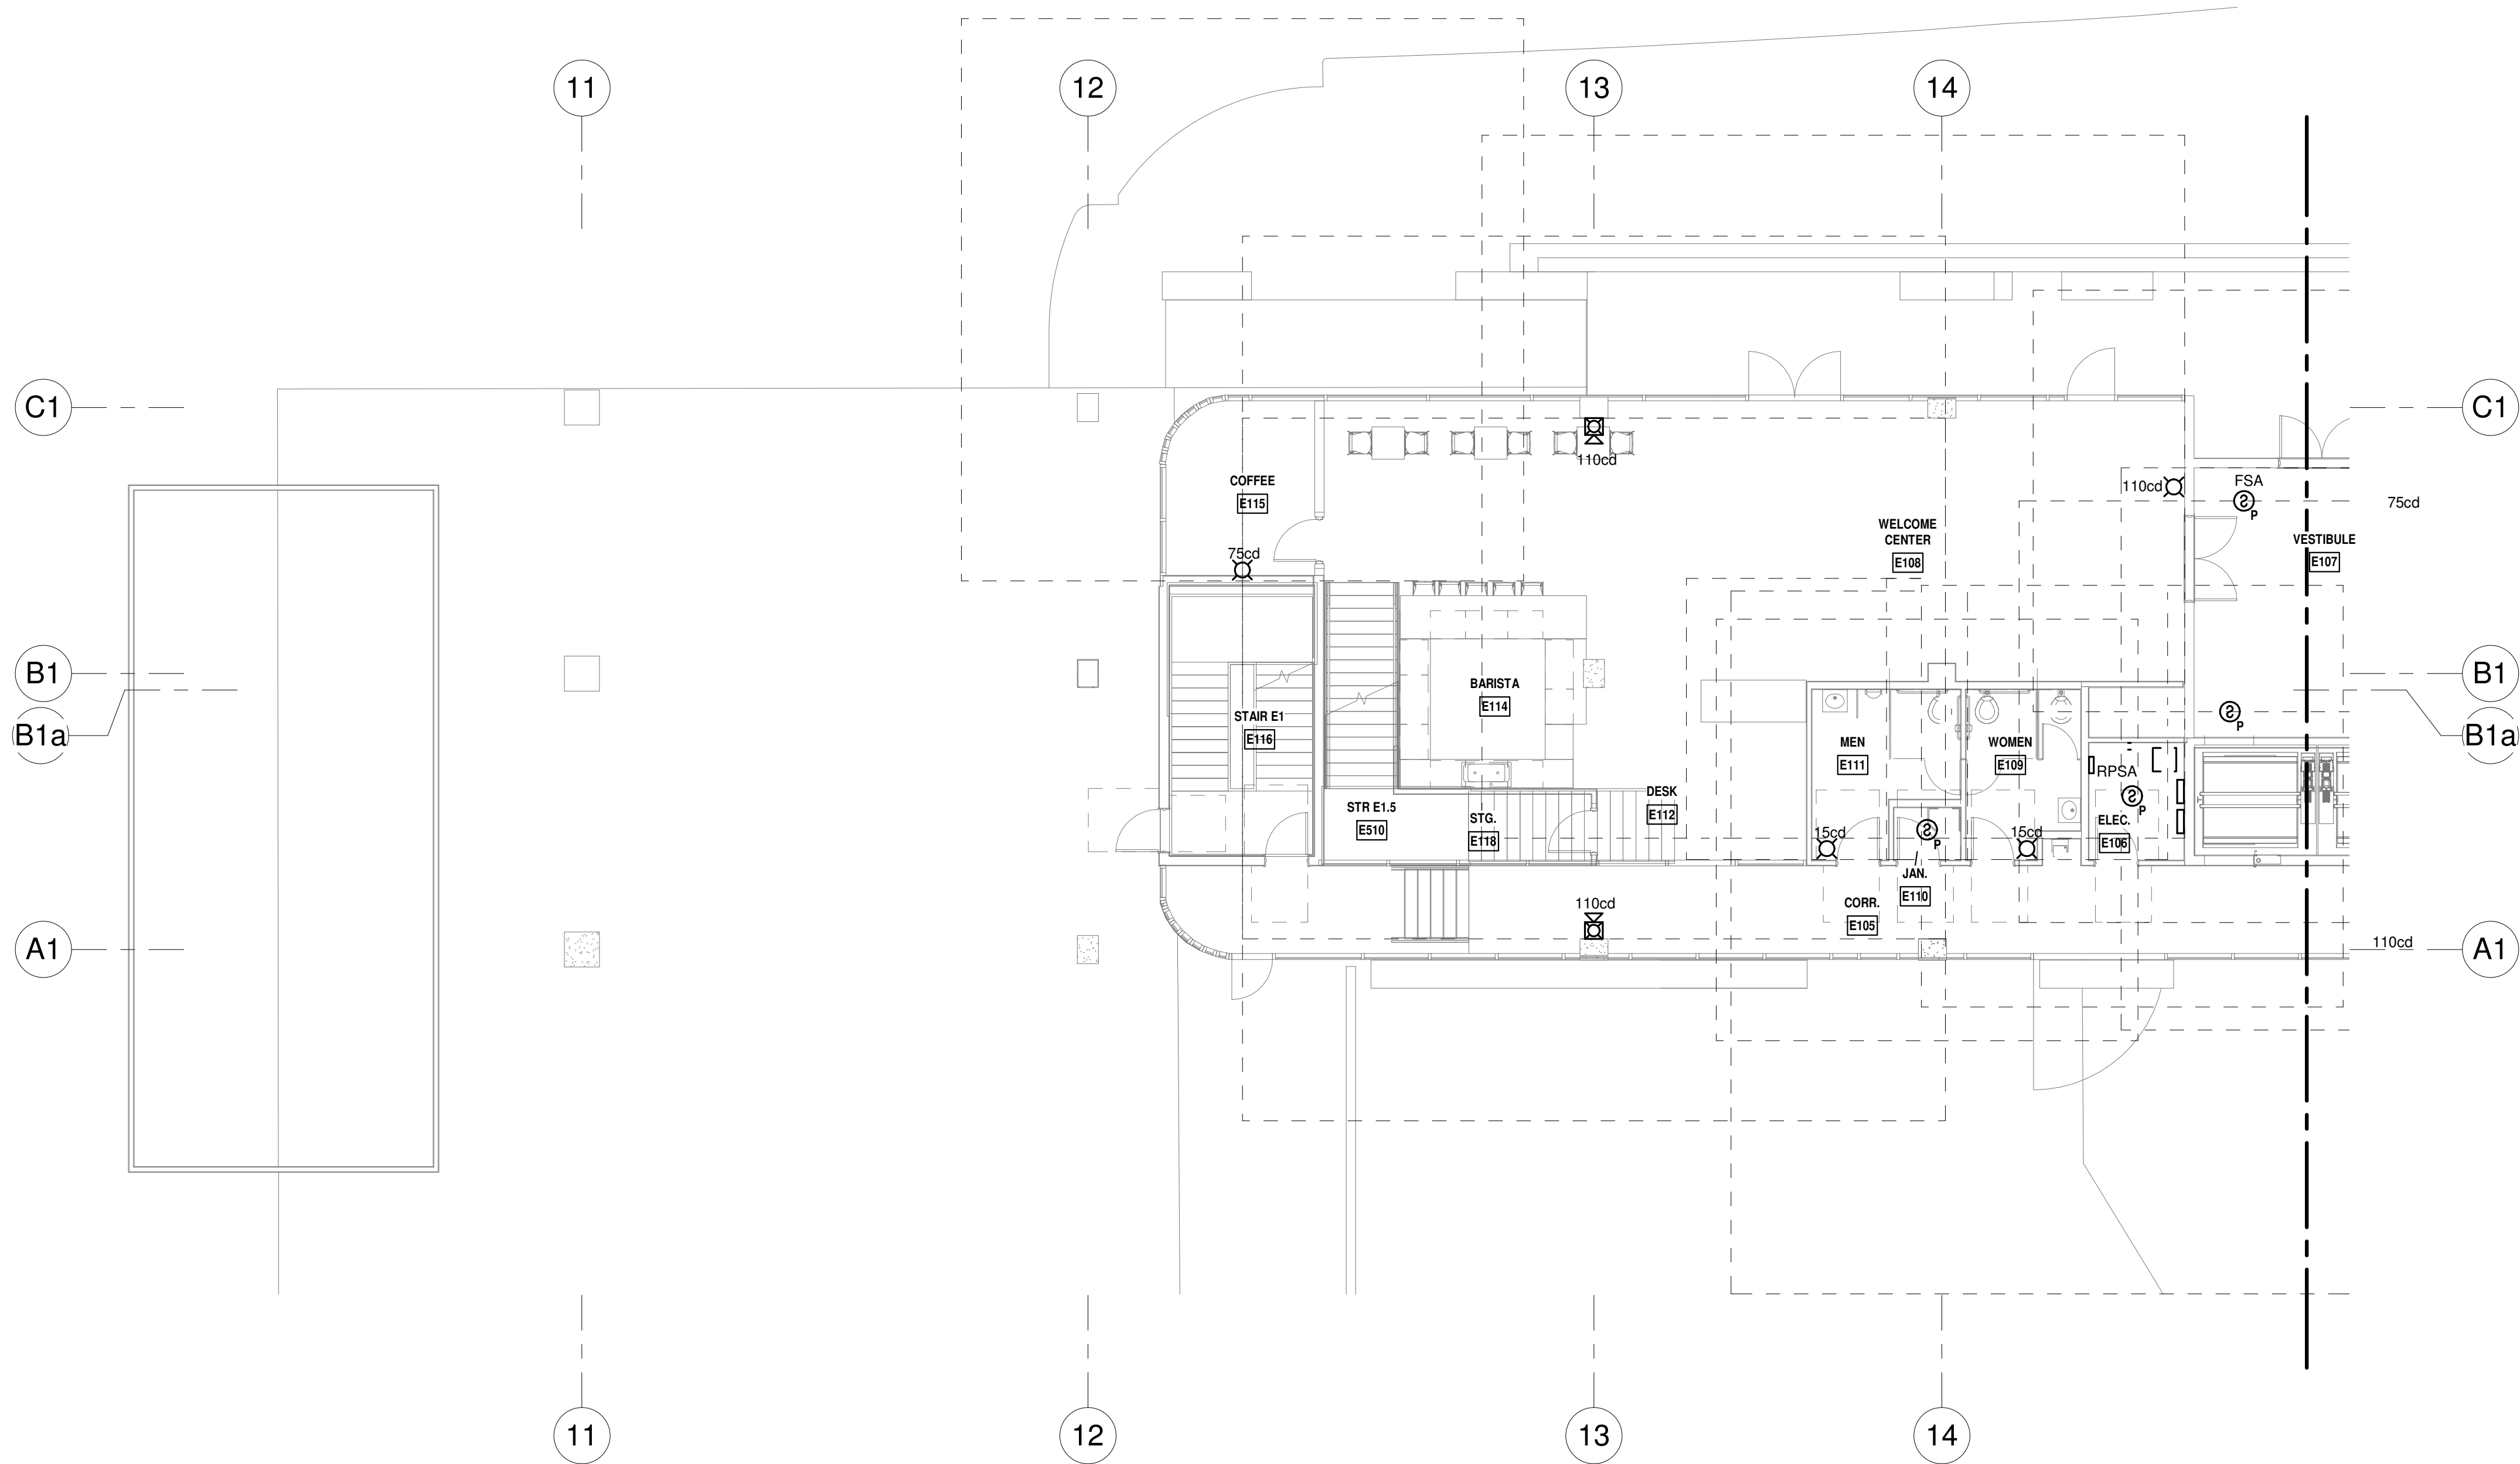 11
12
13
14
C1
C1
110cd
COFFEE
E115
110cd
FSA
P
75cd
WELCOME
CENTER
E108
VESTIBULE
E107
75cd
B1
B1
BARISTA
E114
STAIR E1
E116
P
B1a
B1a
MEN
E111
WOMEN
E109
RPSA
P
DESK
E112
STR E1.5
E510
STG.
E118
ELEC.
E106
15cd
P
15cd
JAN.
E110
110cd
CORR.
E105
A1
110cd
A1
11
12
13
14